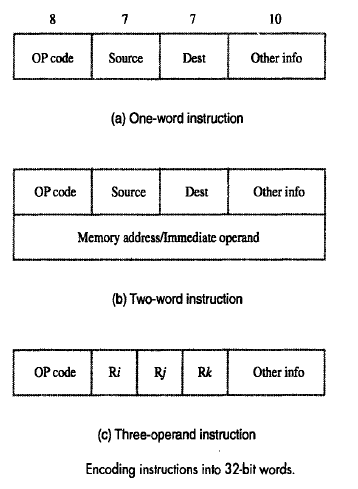 8 7 7 10
OP code Source Dest Other info
(a) One-word instruction
OP code Source Dest Other info
Memory address/Immediate operand
(b) Two-word instruction
OP code Ri Rj Rk Other info
(c) Three-operand instruction
Encoding instructions into 32-bit words.